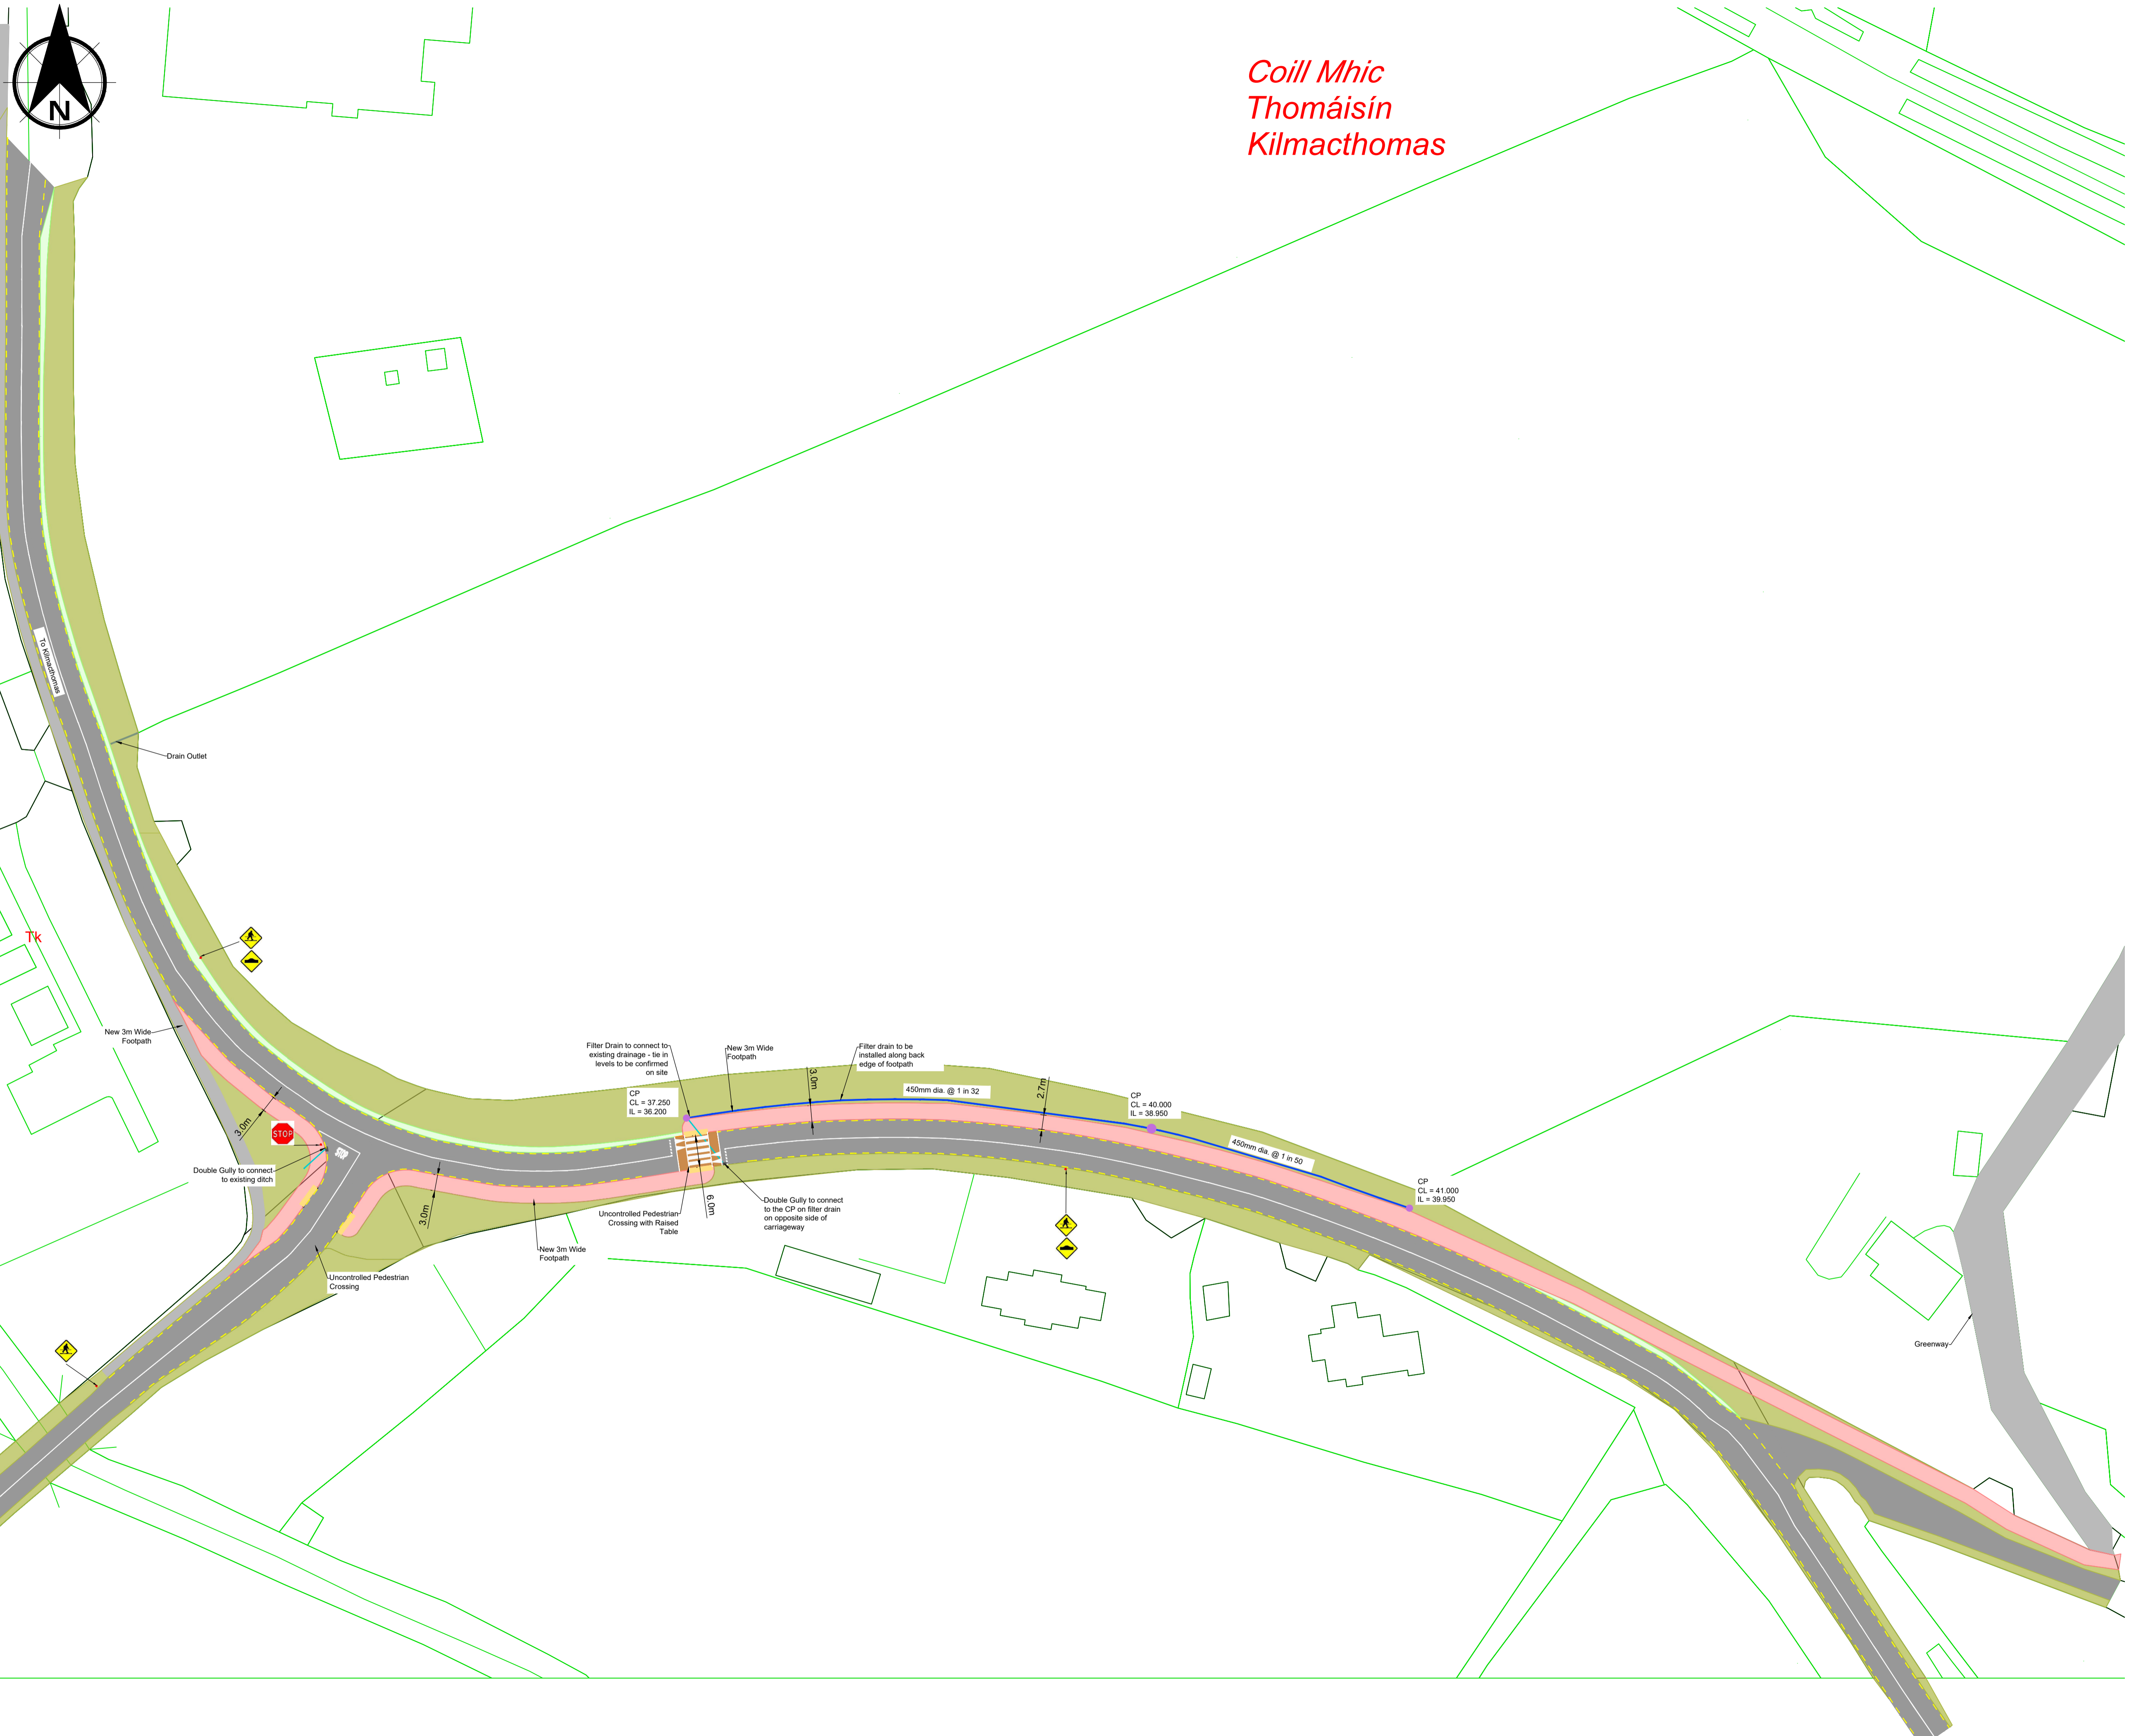 N
Coill Mhic
Thomáisín
Kilmacthomas
To Kilmacthomas
Drain Outlet
Tk
New 3m Wide
Footpath
3.0m
STOP
STOP
Double Gully to connect
to existing ditch
Uncontrolled Pedestrian
Crossing
3.0m
New 3m Wide
Footpath
Filter Drain to connect to
existing drainage - tie in
levels to be confirmed
on site
CP
CL = 37.250
IL = 36.200
New 3m Wide
Footpath
3.0m
Filter drain to be
installed along back
edge of footpath
450mm dia. @ 1 in 32
2.7m
CP
CL = 40.000
IL = 38.950
450mm dia. @ 1 in 50
CP
CL = 41.000
IL = 39.950
Uncontrolled Pedestrian
Crossing with Raised
Table
6.0m
Double Gully to connect
to the CP on filter drain
on opposite side of
carriageway
Greenway